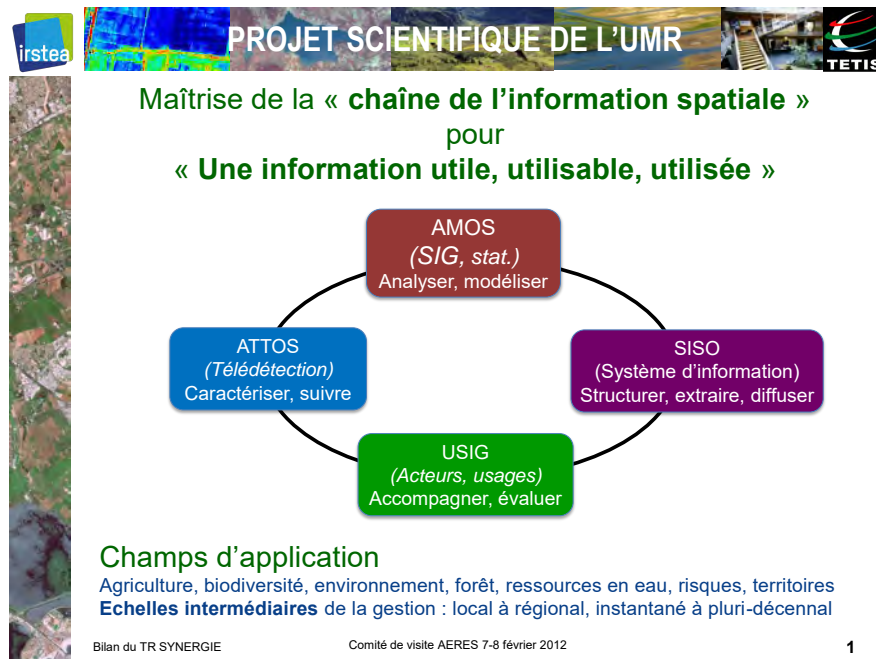 irstea
PROJET SCIENTIFIQUE DE L'UMR
TETIS
Maîtrise de la « chaîne de l'information spatiale »
pour
« Une information utile, utilisable, utilisée »
AMOS
(SIG, stat.)
Analyser, modéliser
ATTOS
(Télédétection)
Caractériser, suivre
SISO
(Système d'information)
Structurer, extraire, diffuser
USIG
(Acteurs, usages)
Accompagner, évaluer
Champs d'application
Agriculture, biodiversité, environnement, forêt, ressources en eau, risques, territoires
Echelles intermédiaires de la gestion : local à régional, instantané à pluri-décennal
Bilan du TR SYNERGIE
Comité de visite AERES 7-8 février 2012
1